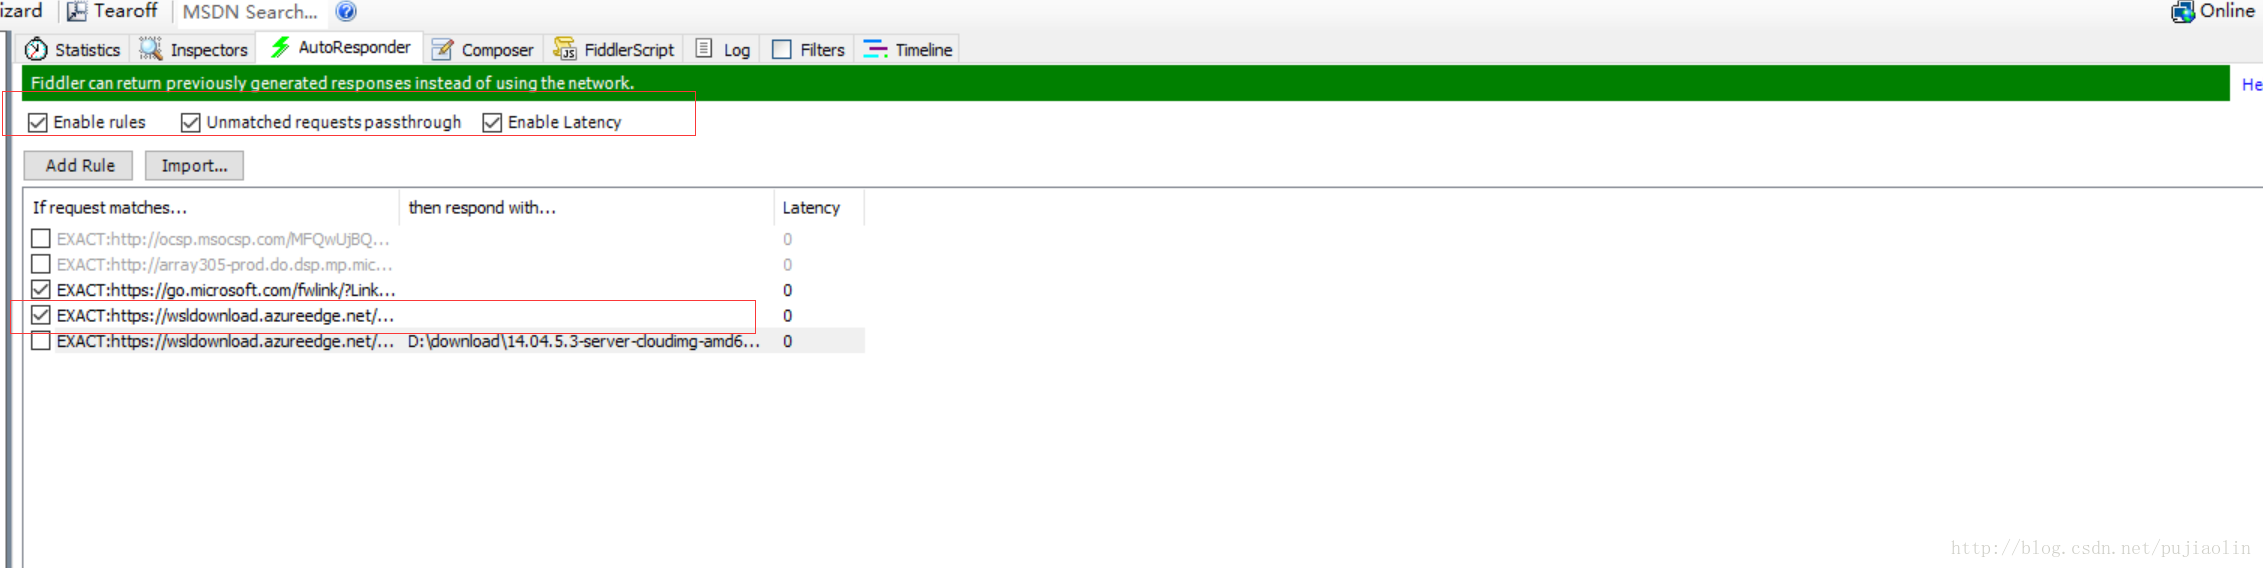 izard Tearoff MSDN Search... Online
Statistics Inspectors AutoResponder Composer FiddlerScript Log Filters Timeline
Fiddler can return previously generated responses instead of using the network. He
Enable rules Unmatched requests passthrough Enable Latency
Add Rule Import...
If request matches... then respond with... Latency
EXACT:http://ocsp.msocsp.com/MFQwUjBQ... 0
EXACT:http://array305-prod.do.dsp.mp.mic... 0
EXACT:https://go.microsoft.com/fwlink/?Link... 0
EXACT:https://wsldownload.azureedge.net/... 0
EXACT:https://wsldownload.azureedge.net/... D:\download\14.04.5.3-server-cloudimg-amd6... 0
http://blog.csdn.net/pujiaolin